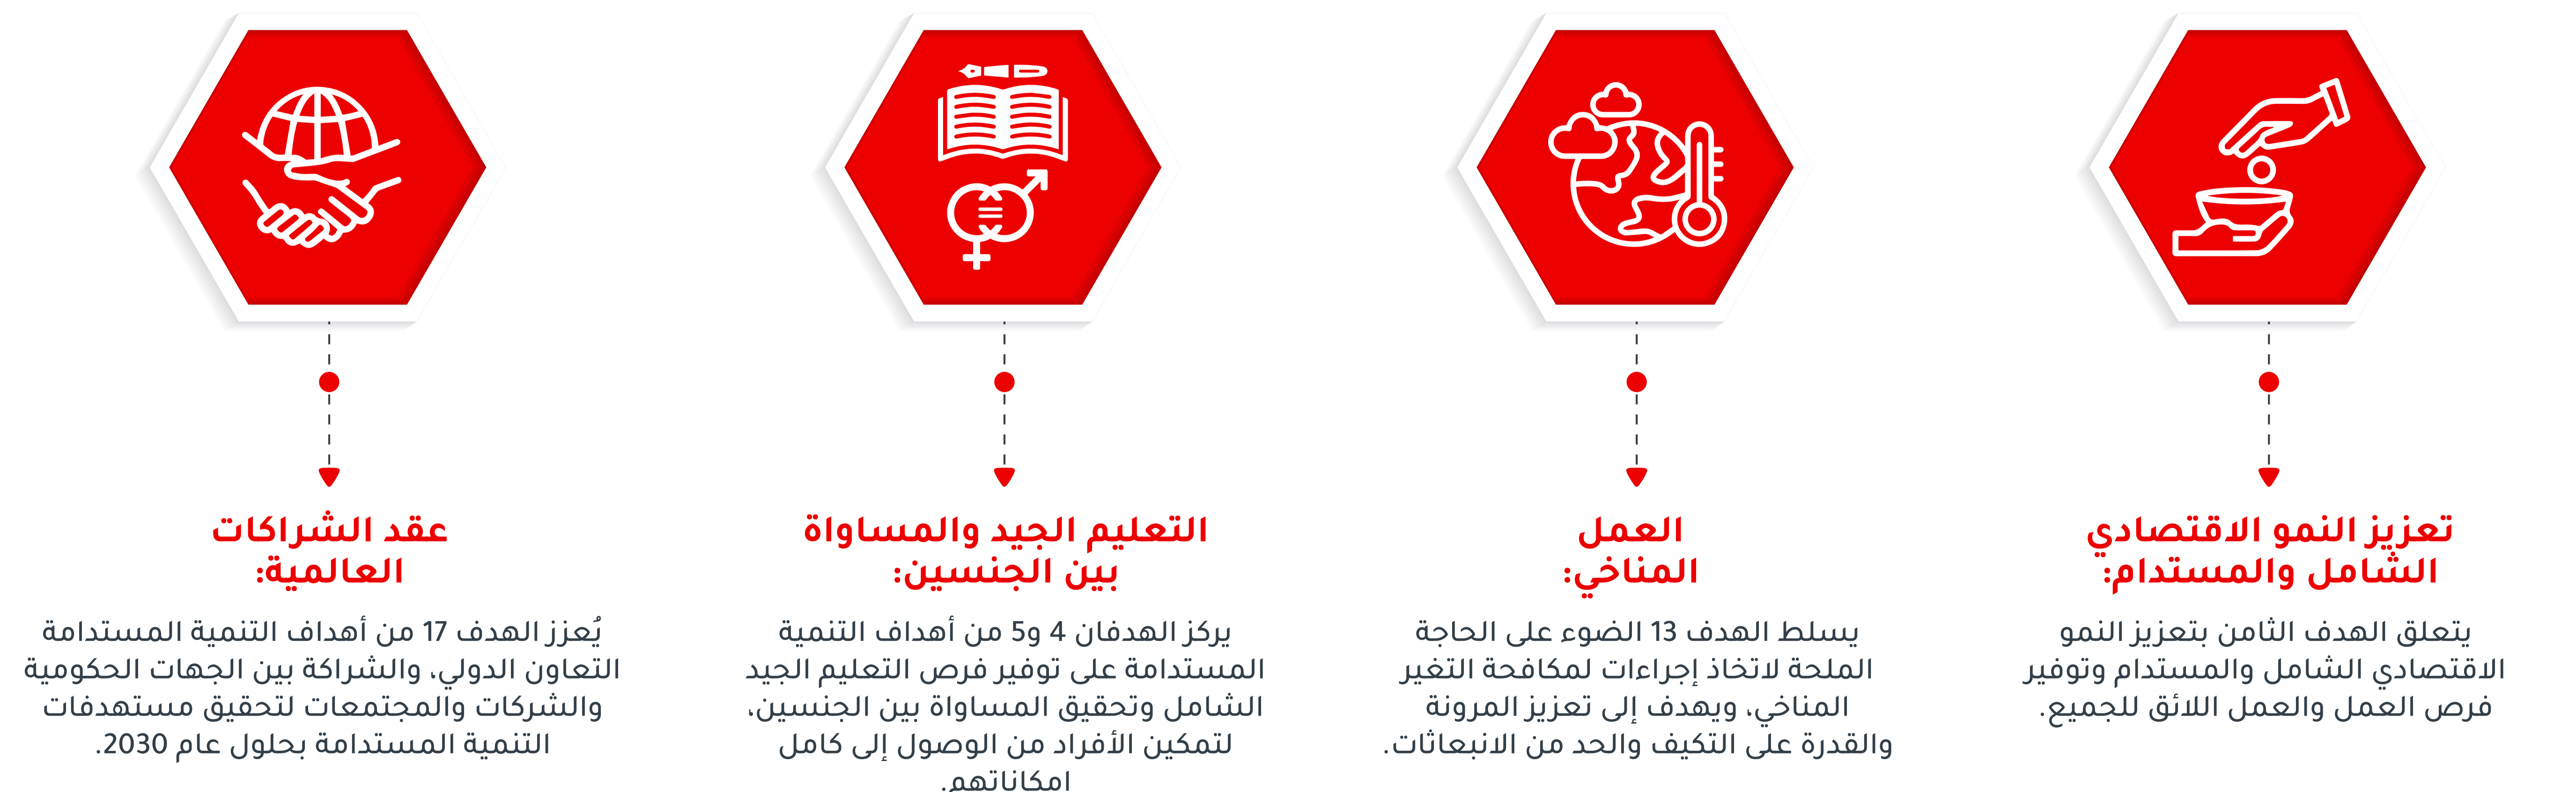 تعزيز النمو الاقتصادي
الشامل والمستدام:
يتعلق الهدف الثامن بتعزيز النمو
الاقتصادي الشامل والمستدام وتوفير
فرص العمل والعمل اللائق للجميع.
العمل
المناخي:
يسلط الهدف 13 الضوء على الحاجة
الملحة لاتخاذ إجراءات لمكافحة التغير
المناخي، ويهدف إلى تعزيز المرونة
والقدرة على التكيف والحد من الانبعاثات.
التعليم الجيد والمساواة
بين الجنسين:
يركز الهدفان 4 و5 من أهداف التنمية
المستدامة على توفير فرص التعليم الجيد
الشامل وتحقيق المساواة بين الجنسين،
لتمكين الأفراد من الوصول إلى كامل
امكاناتهم.
عقد الشراكات
العالمية:
يُعزز الهدف 17 من أهداف التنمية المستدامة
التعاون الدولي، والشراكة بين الجهات الحكومية
والشركات والمجتمعات لتحقيق مستهدفات
التنمية المستدامة بحلول عام 2030.